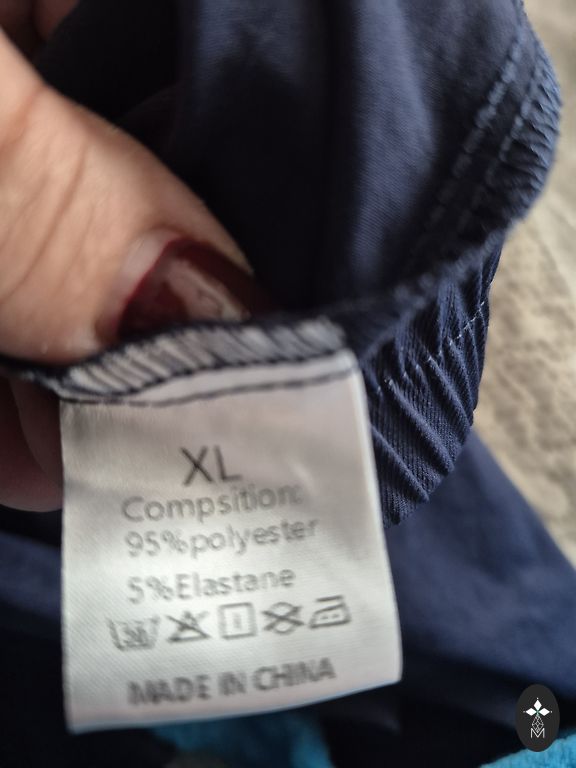 XL
Compsition:
95%polyester
5%Elastane
MADE IN CHINA
M